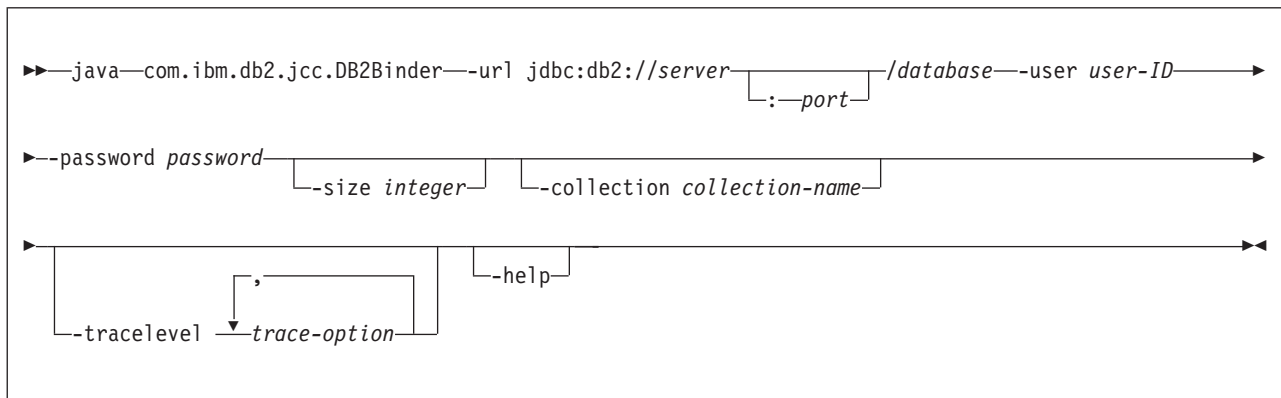 java com.ibm.db2.jcc.DB2Binder -url jdbc:db2://server /database -user user-ID
: port
-password password
-size integer -collection collection-name
,
-help
-tracelevel trace-option